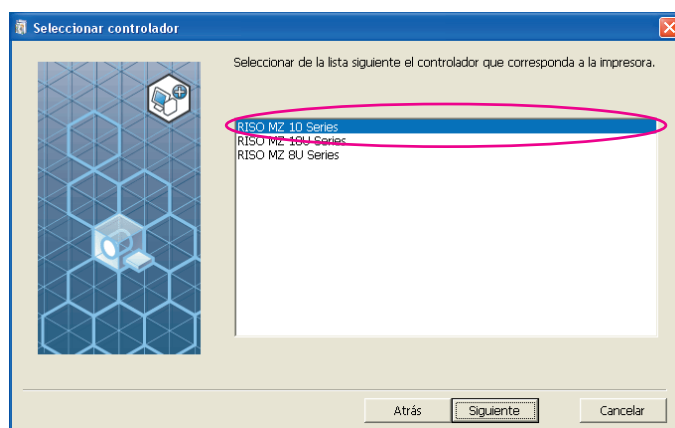 Seleccionar controlador
Seleccionar de la lista siguiente el controlador que corresponda a la impresora.
RISO MZ 10 Series
RISO MZ 10U Series
RISO MZ 8U Series
Atrás
Siguiente
Cancelar